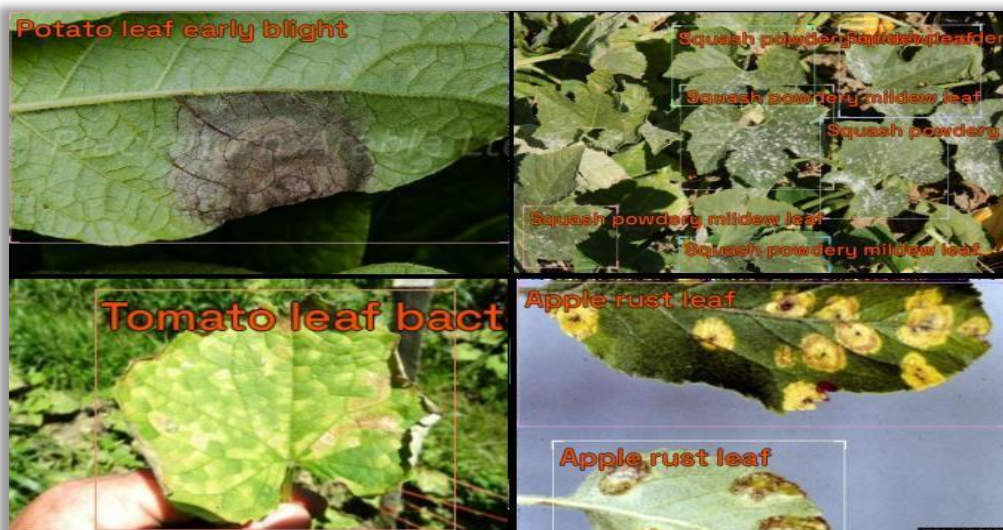 Potato leaf early blight
Squash powdery mildew leaf
Squash powdery mildew leaf
Squash powdery
Squash powdery mildew leaf
Squash powdery mildew leaf
Tomato leaf bact
Apple rust leaf
Apple rust leaf